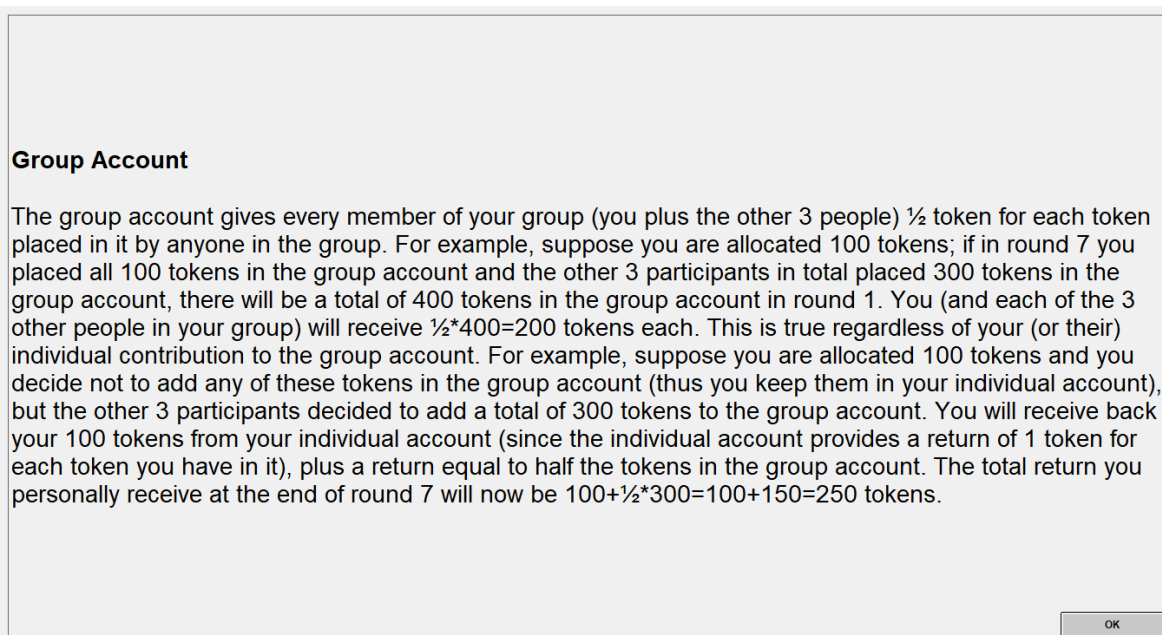 Group Account
The group account gives every member of your group (you plus the other 3 people) ½ token for each token
placed in it by anyone in the group. For example, suppose you are allocated 100 tokens; if in round 7 you
placed all 100 tokens in the group account and the other 3 participants in total placed 300 tokens in the
group account, there will be a total of 400 tokens in the group account in round 1. You (and each of the 3
other people in your group) will receive ½*400=200 tokens each. This is true regardless of your (or their)
individual contribution to the group account. For example, suppose you are allocated 100 tokens and you
decide not to add any of these tokens in the group account (thus you keep them in your individual account),
but the other 3 participants decided to add a total of 300 tokens to the group account. You will receive back
your 100 tokens from your individual account (since the individual account provides a return of 1 token for
each token you have in it), plus a return equal to half the tokens in the group account. The total return you
personally receive at the end of round 7 will now be 100+½*300=100+150=250 tokens.
OK